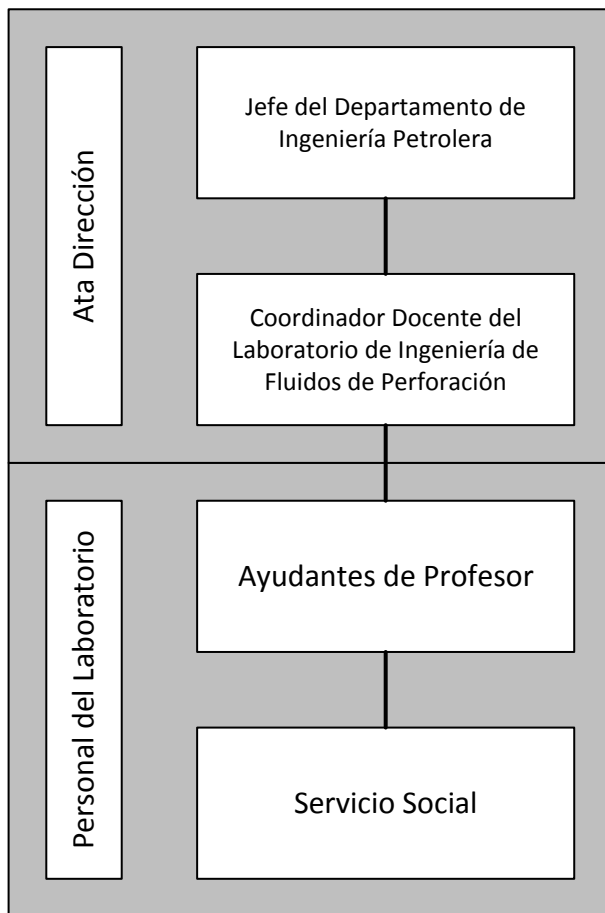 Ata Dirección
Jefe del Departamento de
Ingeniería Petrolera
Coordinador Docente del
Laboratorio de Ingeniería de
Fluidos de Perforación
Personal del Laboratorio
Ayudantes de Profesor
Servicio Social